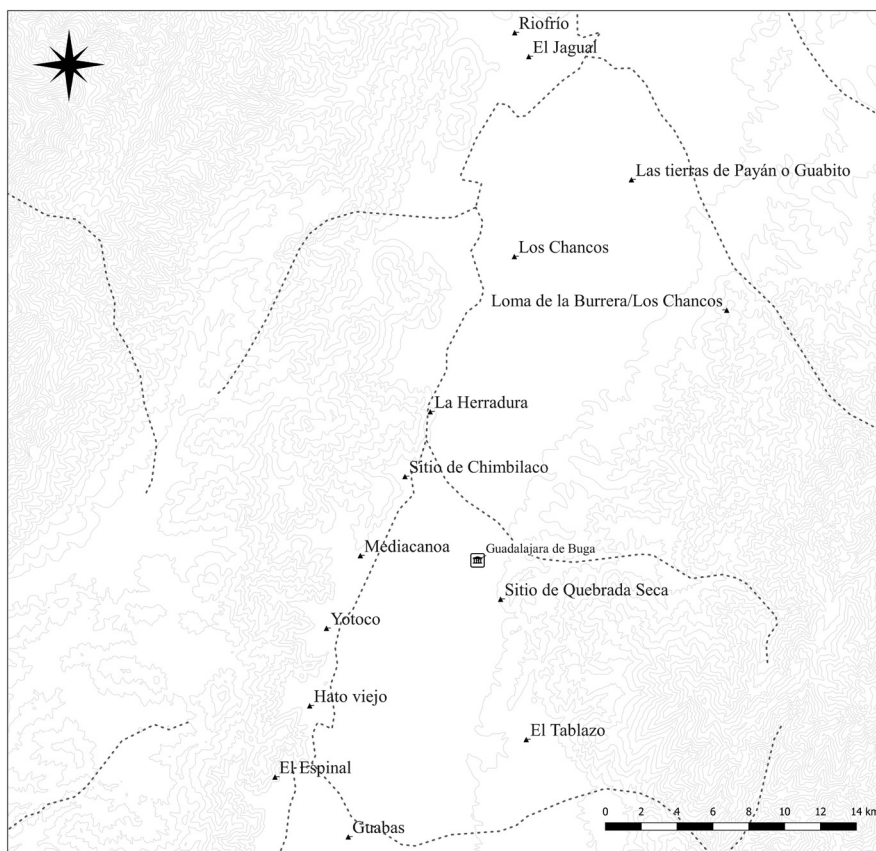 Riofrío
El Jagual
Las tierras de Payán o Guabito
Los Chancos
Loma de la Burrera/Los Chancos
La Herradura
Sitio de Chimbilaco
Mediacanoa
Guadalajara de Buga
Sitio de Quebrada Seca
Yotoco
Hato viejo
El Tablazo
El Espinal
Guabas
0 2 4 6 8 10 12 14 km